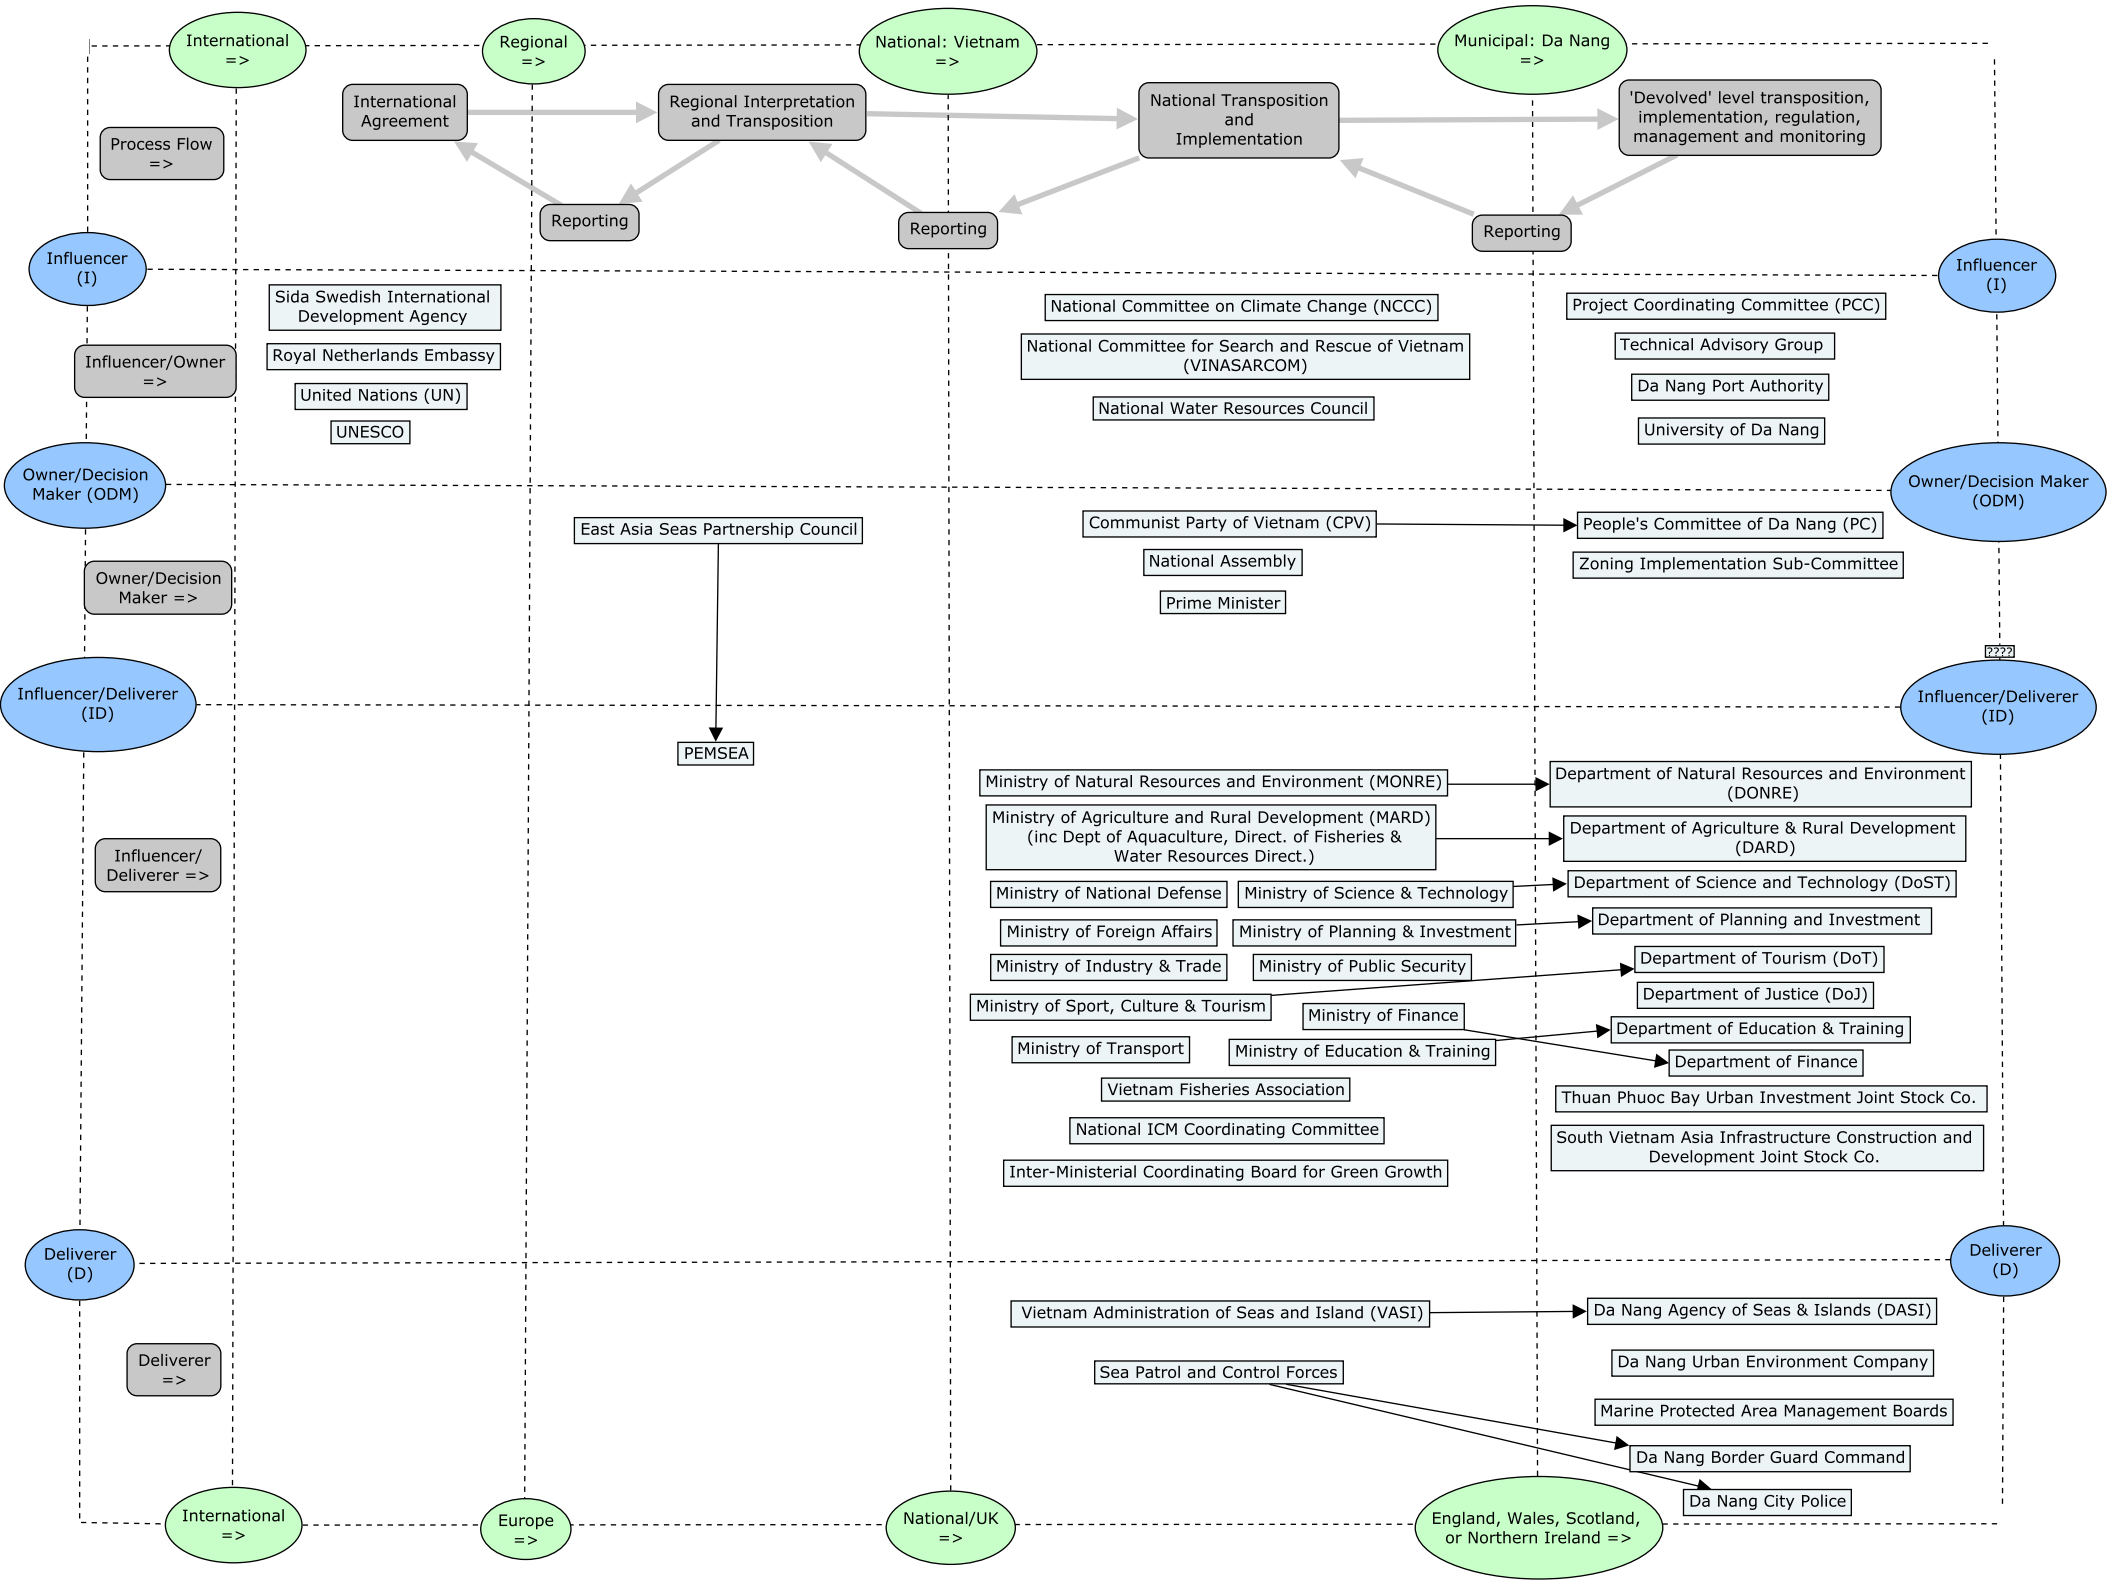 International
=>
Regional
=>
National: Vietnam
=>
Municipal: Da Nang
=>
Process Flow
=>
International
Agreement
Regional Interpretation
and Transposition
National Transposition
and
Implementation
'Devolved' level transposition,
implementation, regulation,
management and monitoring
Reporting
Reporting
Reporting
Influencer
(I)
Influencer
(I)
Influencer/Owner
=>
Sida Swedish International
Development Agency
Royal Netherlands Embassy
United Nations (UN)
UNESCO
National Committee on Climate Change (NCCC)
National Committee for Search and Rescue of Vietnam
(VINASARCOM)
National Water Resources Council
Project Coordinating Committee (PCC)
Technical Advisory Group
Da Nang Port Authority
University of Da Nang
Owner/Decision
Maker (ODM)
Owner/Decision Maker
(ODM)
Owner/Decision
Maker =>
East Asia Seas Partnership Council
Communist Party of Vietnam (CPV)
National Assembly
Prime Minister
People's Committee of Da Nang (PC)
Zoning Implementation Sub-Committee
????
Influencer/Deliverer
(ID)
Influencer/Deliverer
(ID)
Influencer/
Deliverer =>
PEMSEA
Ministry of Natural Resources and Environment (MONRE)
Department of Natural Resources and Environment
(DONRE)
Ministry of Agriculture and Rural Development (MARD)
(inc Dept of Aquaculture, Direct. of Fisheries &
Water Resources Direct.)
Department of Agriculture & Rural Development
(DARD)
Ministry of National Defense
Ministry of Science & Technology
Department of Science and Technology (DoST)
Ministry of Foreign Affairs
Ministry of Planning & Investment
Department of Planning and Investment
Ministry of Industry & Trade
Ministry of Public Security
Department of Tourism (DoT)
Ministry of Sport, Culture & Tourism
Department of Justice (DoJ)
Ministry of Finance
Department of Education & Training
Ministry of Transport
Ministry of Education & Training
Department of Finance
Vietnam Fisheries Association
Thuan Phuoc Bay Urban Investment Joint Stock Co.
National ICM Coordinating Committee
South Vietnam Asia Infrastructure Construction and
Development Joint Stock Co.
Inter-Ministerial Coordinating Board for Green Growth
Deliverer
(D)
Deliverer
(D)
Deliverer
=>
Vietnam Administration of Seas and Island (VASI)
Da Nang Agency of Seas & Islands (DASI)
Sea Patrol and Control Forces
Da Nang Urban Environment Company
Marine Protected Area Management Boards
Da Nang Border Guard Command
Da Nang City Police
International
=>
Europe
=>
National/UK
=>
England, Wales, Scotland,
or Northern Ireland =>